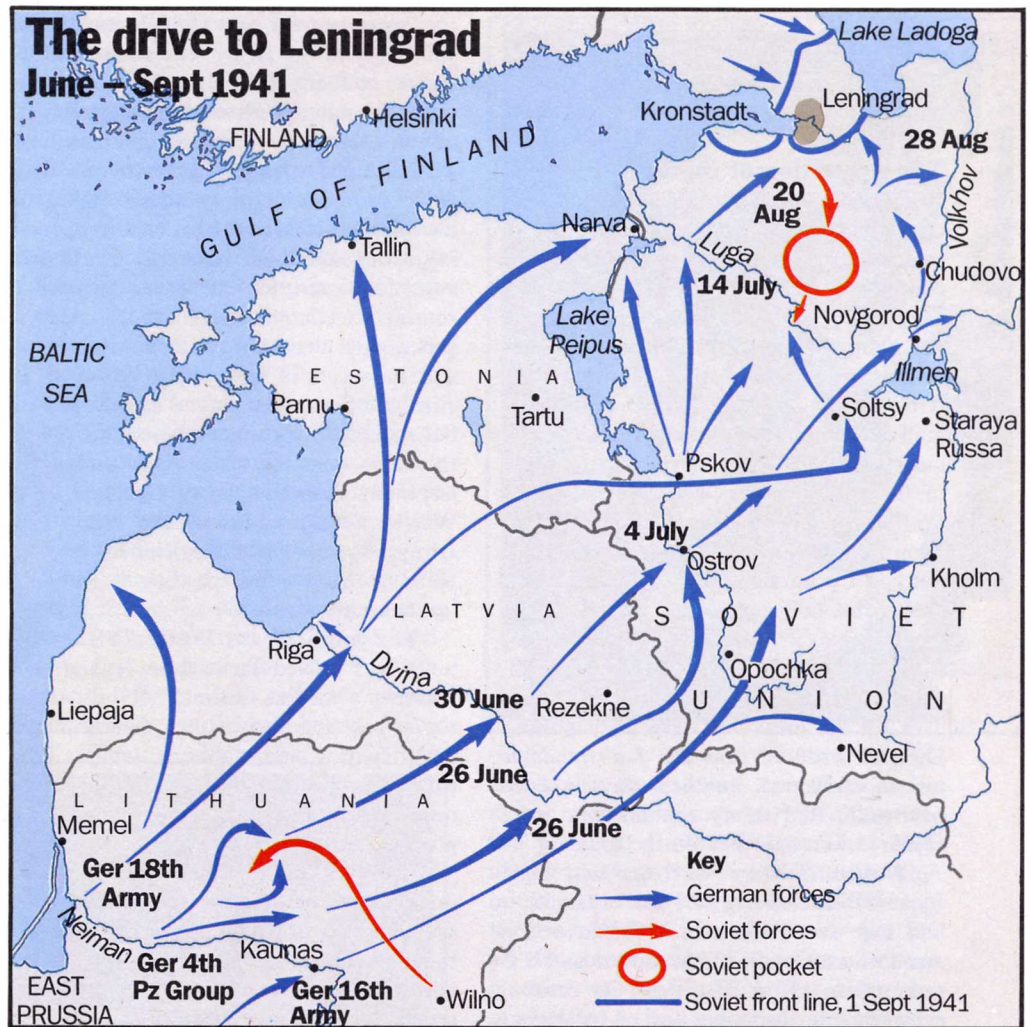 The drive to Leningrad
June – Sept 1941
Lake Ladoga
Kronstadt
Leningrad
Helsinki
FINLAND
28 Aug
GULF OF FINLAND
20
Aug
Volkhov
Narva
Tallin
Luga
Chudovo
14 July
Lake
Peipus
Novgorod
BALTIC
SEA
Ilmen
ESTONA
Parnu
Tartu
Soltsy
Staraya
Russa
Pskov
4 July
Ostrov
Kholm
LATVIA
SOVIET
Riga
Dvina
Opochka
30 June
Rezekne
UNION
Liepaja
Nevel
26 June
LITHUANIA
Memel
26 June
Ger 18th
Army
Neiman
Kaunas
Ger 4th
Pz Group
Ger 16th
Army
Wilno
EAST
PRUSSIA
Key
German forces
Soviet forces
Soviet pocket
Soviet front line, 1 Sept 1941